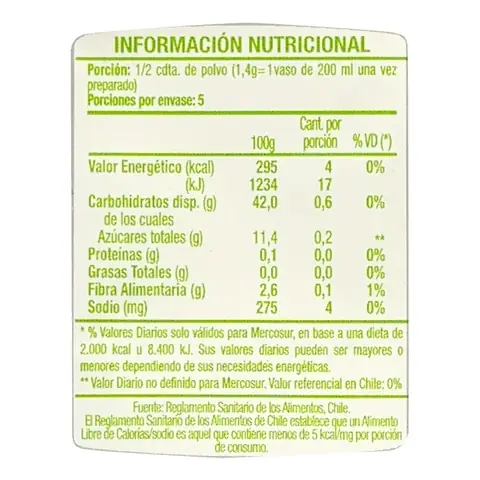 INFORMACIÓN NUTRICIONAL
Porción: 1/2 cdta. de polvo (1,4g=1vaso de 200 ml una vez
preparado)
Porciones por envase: 5
100g Cant. por porción % VD (*)
Valor Energético (kcal) 295 4 0%
(kJ) 1234 17
Carbohidratos disp. (g) 42,0 0,6 0%
de los cuales
Azúcares totales (g) 11,4 0,2 **
Proteínas (g) 0,1 0,0 0%
Grasas Totales (g) 0,0 0,0 0%
Fibra Alimentaria (g) 2,6 0,1 1%
Sodio (mg) 275 4 0%
* % Valores Diarios solo válidos para Mercosur, en base a una dieta de
2.000 kcal u 8.400 kJ. Sus valores diarios pueden ser mayores o
menores dependiendo de sus necesidades energéticas.
** Valor Diario no definido para Mercosur. Valor referencial en Chile: 0%
Fuente: Reglamento Sanitario de los Alimentos, Chile.
El Reglamento Sanitario de los Alimentos de Chile establece que un Alimento
Libre de Calorías/sodio es aquel que contiene menos de 5 kcal/mg por porción
de consumo.